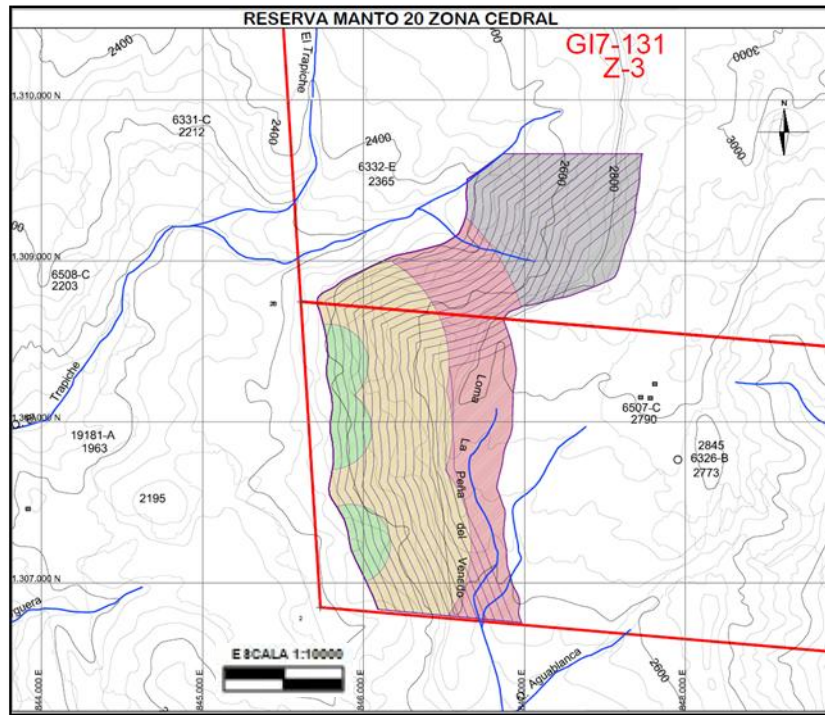 RESERVA MANTO 20 ZONA CEDRAL
2400
El Trapiche
GI7-131
Z-3
3000
N
1,310,000 N
6331-C
2212
2400
2400
6332-E
2365
3000
2600
2800
1,309,000 N
6508-C
2203
Trapiche
Loma
6507-C
2790
19181-A
1963
2845
6326-B
2773
La Peña del Venado
2195
1,307,000 N
ESCALA 1:10000
Q. Aguablanca
2600
844.000 E
845.000 E
846.000 E
848.000 E